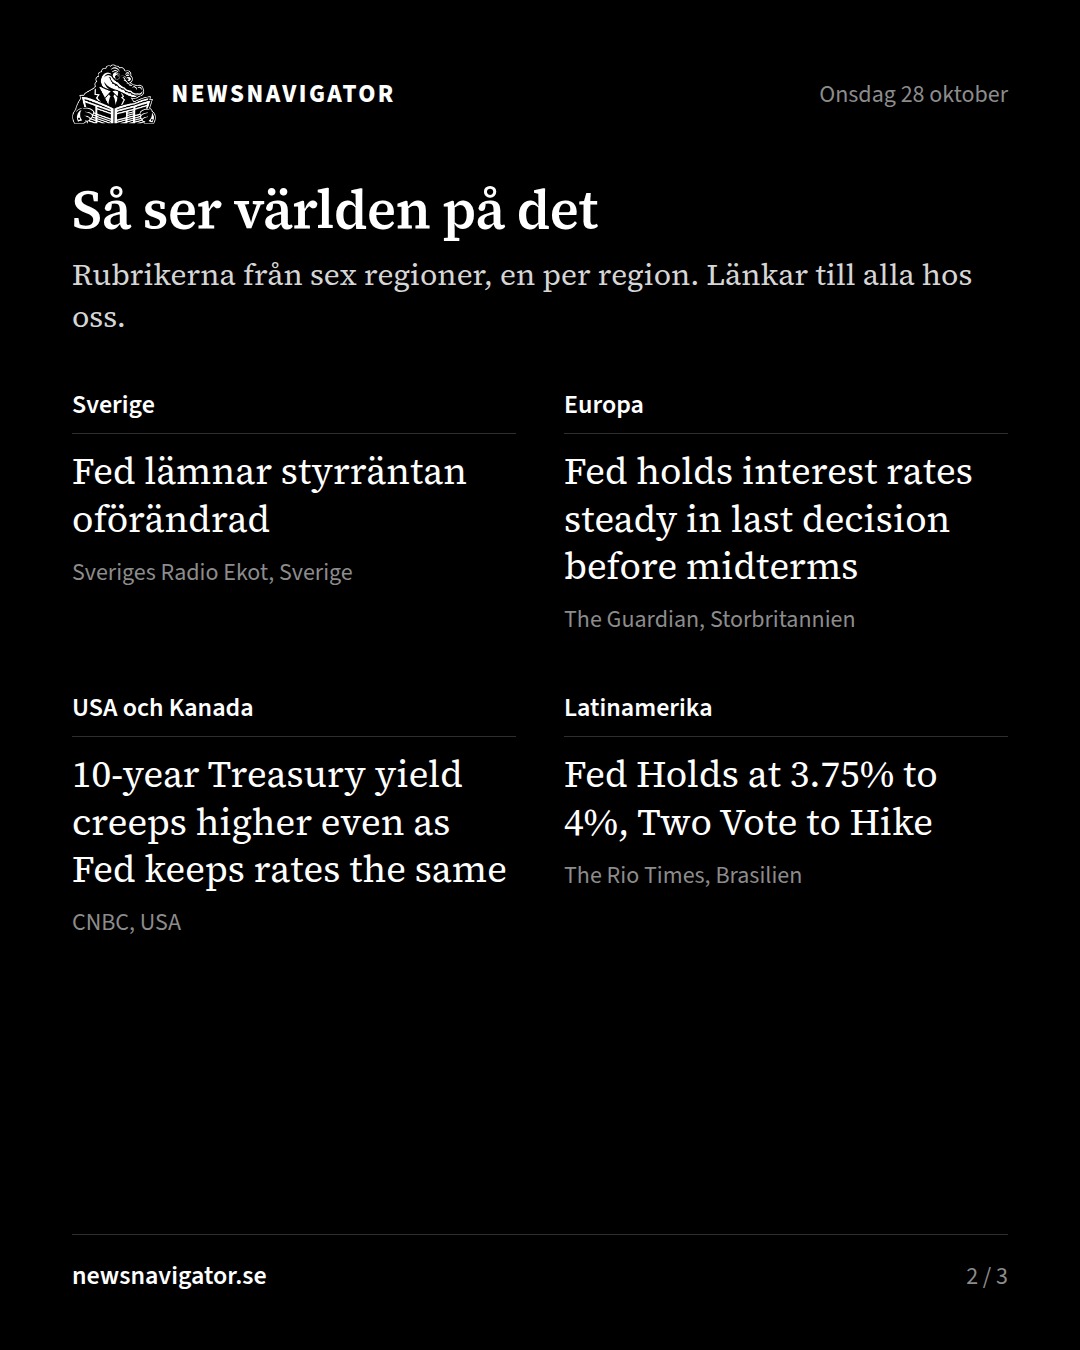 NEWSNAVIGATOR
Onsdag 28 oktober
Så ser världen på det
Rubrikerna från sex regioner, en per region. Länkar till alla hos
oss.
Sverige
Fed lämnar styrräntan
oförändrad
Sveriges Radio Ekot, Sverige
Europa
Fed holds interest rates
steady in last decision
before midterms
The Guardian, Storbritannien
USA och Kanada
10-year Treasury yield
creeps higher even as
Fed keeps rates the same
CNBC, USA
Latinamerika
Fed Holds at 3.75% to
4%, Two Vote to Hike
The Rio Times, Brasilien
newsnavigator.se
2 / 3